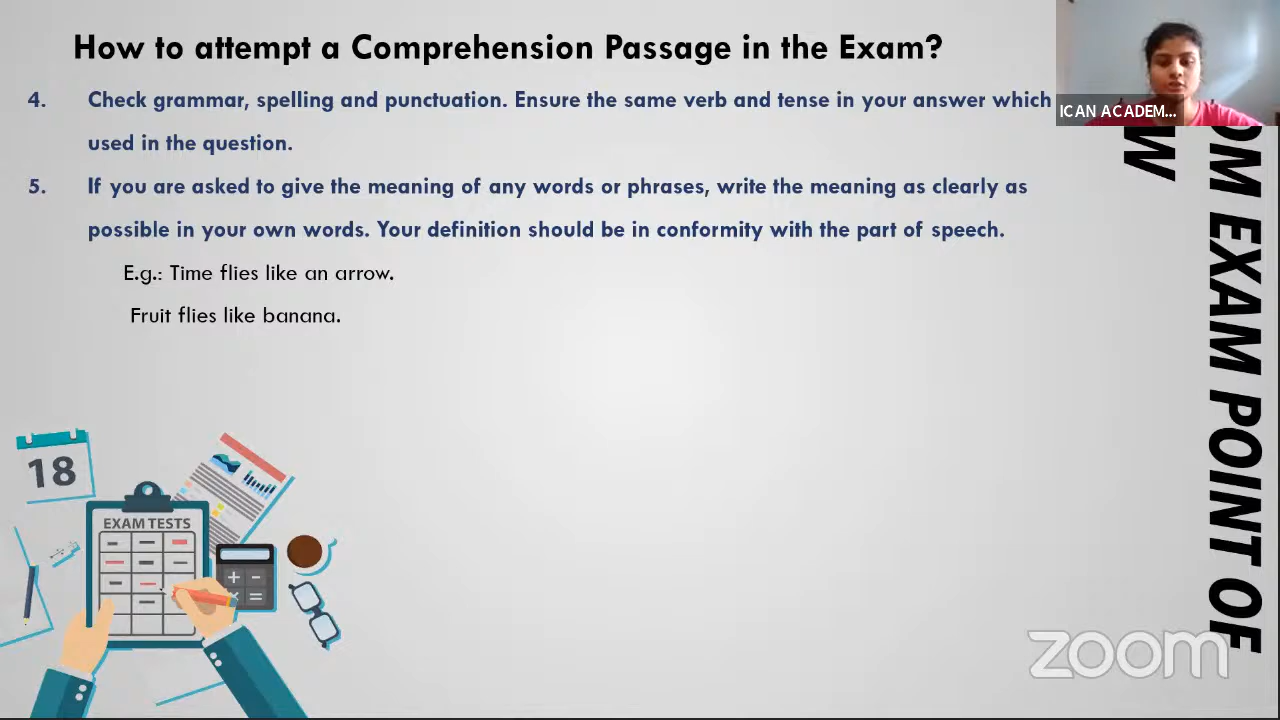 How to attempt a Comprehension Passage in the Exam?
4. Check grammar, spelling and punctuation. Ensure the same verb and tense in your answer which
used in the question.
5. If you are asked to give the meaning of any words or phrases, write the meaning as clearly as
possible in your own words. Your definition should be in conformity with the part of speech.
E.g.: Time flies like an arrow.
Fruit flies like banana.
ICAN ACADEM...
OM EXAM POINT OF
W
18
EXAM TESTS
zoom